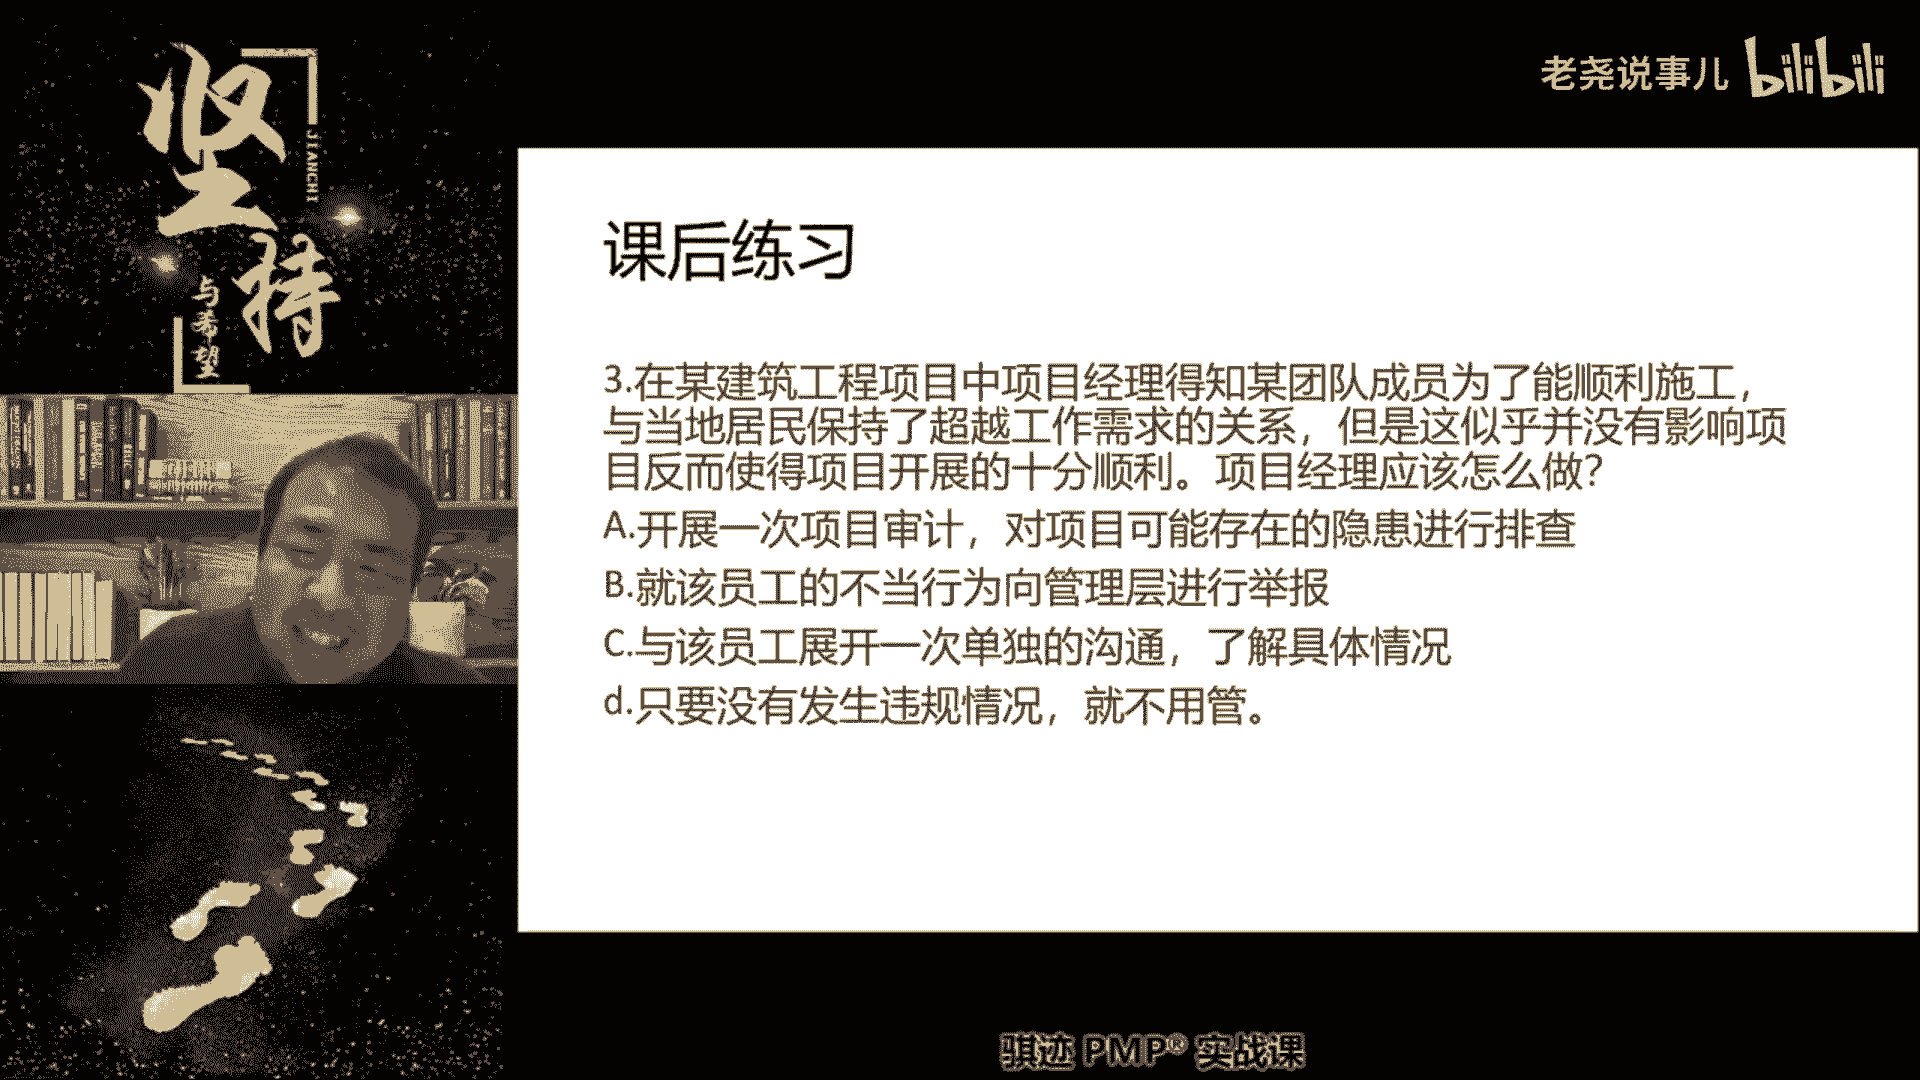 坚持
JIANCHI
与希望
老尧说事儿 bilibili
课后练习
3.在某建筑工程项目中项目经理得知某团队成员为了能顺利施工，
与当地居民保持了超越工作需求的关系，但是这似乎并没有影响项
目反而使得项目开展的十分顺利。项目经理应该怎么做？
A.开展一次项目审计，对项目可能存在的隐患进行排查
B.就该员工的不当行为向管理层进行举报
C.与该员工展开一次单独的沟通，了解具体情况
d.只要没有发生违规情况，就不用管。
骐迹 PMP® 实战课